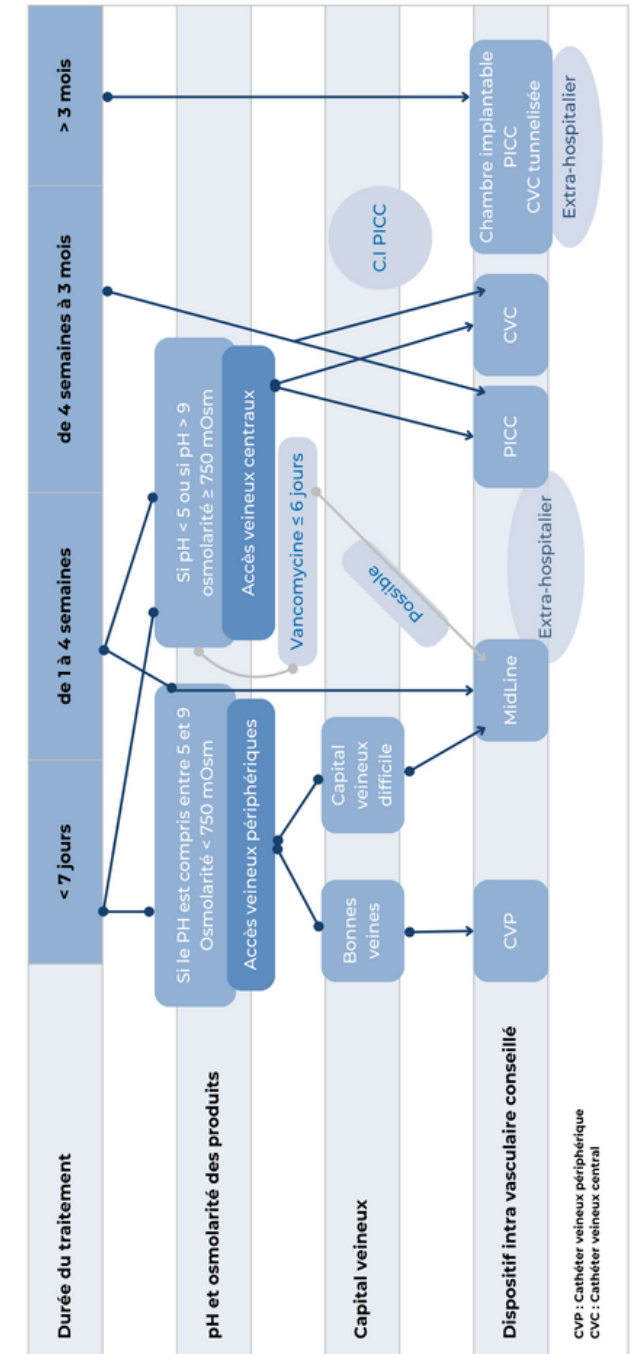 Durée du traitement
< 7 jours
de 1 à 4 semaines
de 4 semaines à 3 mois
> 3 mois
pH et osmolarité des produits
Si le PH est compris entre 5 et 9
Osmolarité < 750 mOsm
Accès veineux périphériques
Si pH < 5 ou si pH > 9
osmolarité ≥ 750 mOsm
Accès veineux centraux
Vancomycine ≤ 6 jours
Capital veineux
Bonnes
veines
Capital
veineux
difficile
Possible
C.I PICC
Dispositif intra vasculaire conseillé
CVP
MidLine
PICC
CVC
Chambre implantable
PICC
CVC tunnelisée
Extra-hospitalier
Extra-hospitalier
CVP : Cathéter veineux périphérique
CVC : Cathéter veineux central